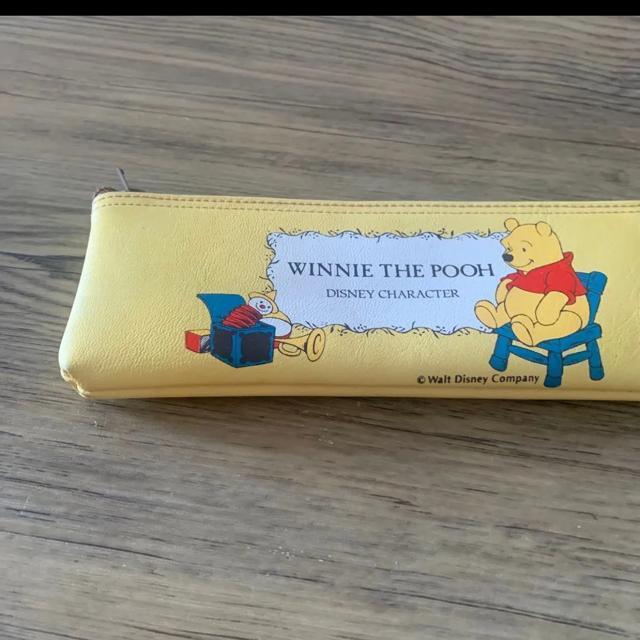 WINNIE THE POOH
DISNEY CHARACTER
© Walt Disney Company